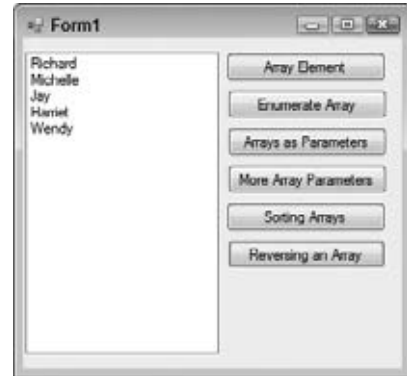 Form1
Richard
Michelle
Jay
Harriet
Wendy
Array Element
Enumerate Array
Arrays as Parameters
More Array Parameters
Sorting Arrays
Reversing an Array